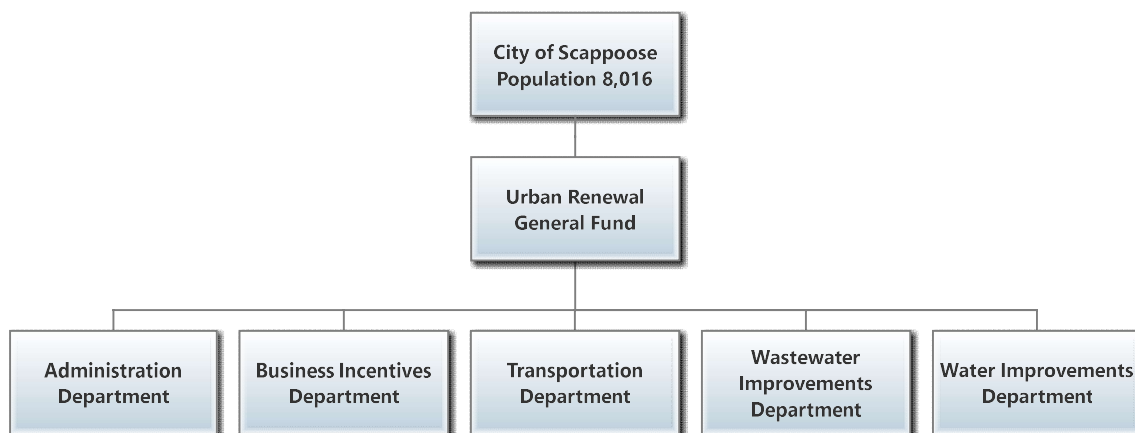 City of Scappoose
Population 8,016
Urban Renewal
General Fund
Administration
Department
Business Incentives
Department
Transportation
Department
Wastewater
Improvements
Department
Water Improvements
Department